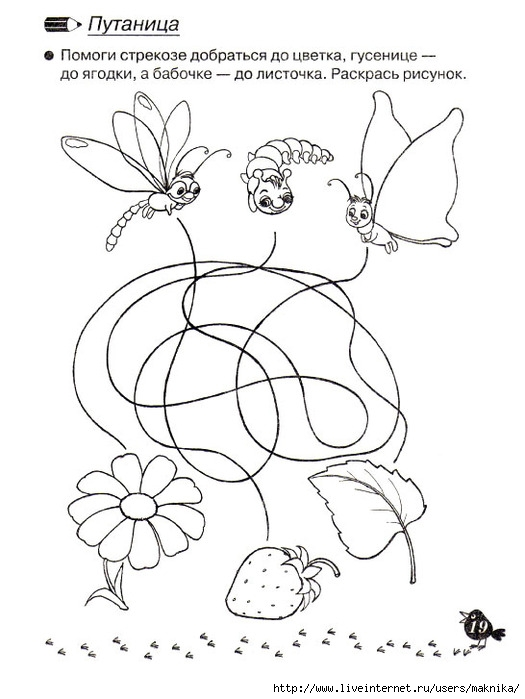 Путаница
Помоги стрекозе добраться до цветка, гусенице —
до ягодки, а бабочке — до листочка. Раскрась рисунок.
19
http://www.liveinternet.ru/users/maknika/